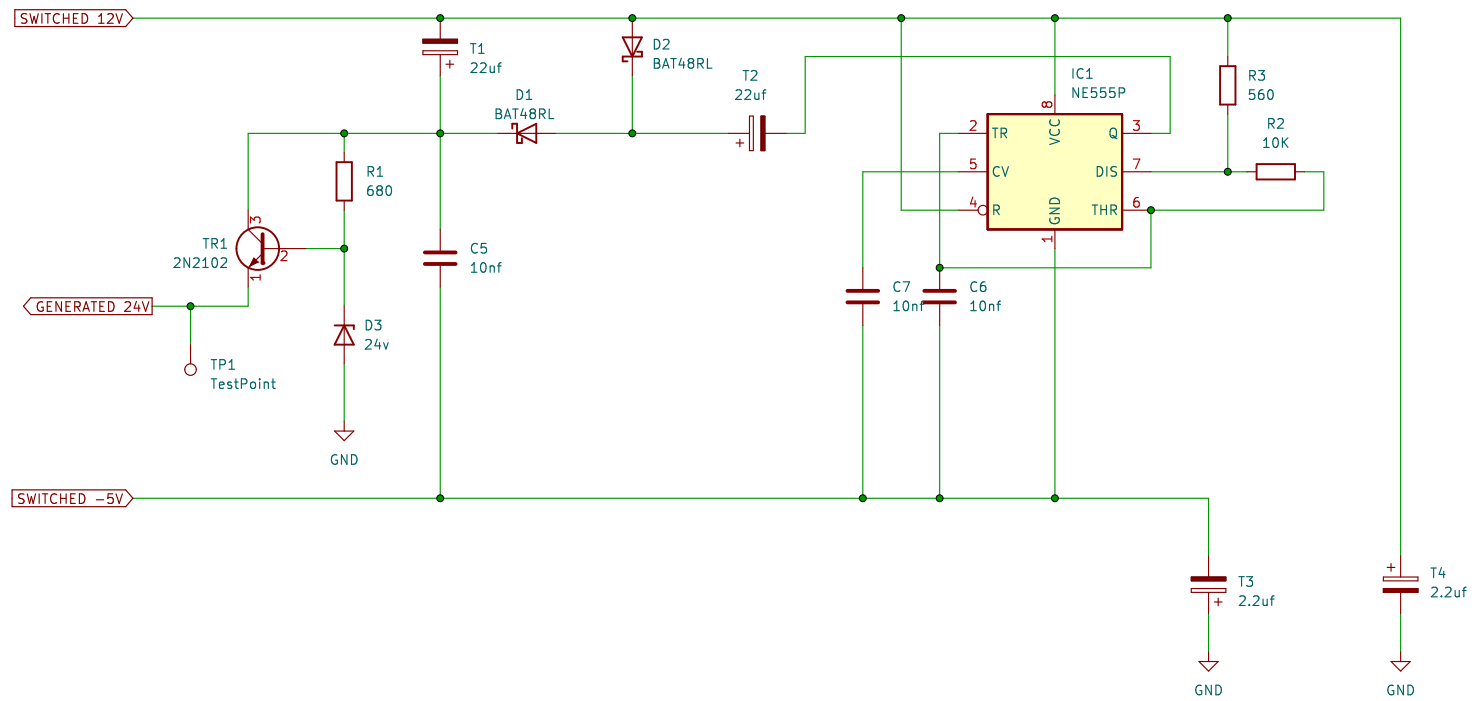 SWITCHED 12V
T1
22uf
+
D2
BAT48RL
D1
BAT48RL
T2
22uf
+
IC1
NE555P
8
VCC
2
TR
Q
3
5
CV
DIS
7
4
R
THR
6
GND
1
R3
560
R2
10K
R1
680
3
TR1
2N2102
2
1
C5
10nf
C7
10nf
C6
10nf
GENERATED 24V
D3
24v
TP1
TestPoint
GND
SWITCHED -5V
T3
2.2uf
+
GND
+
T4
2.2uf
GND